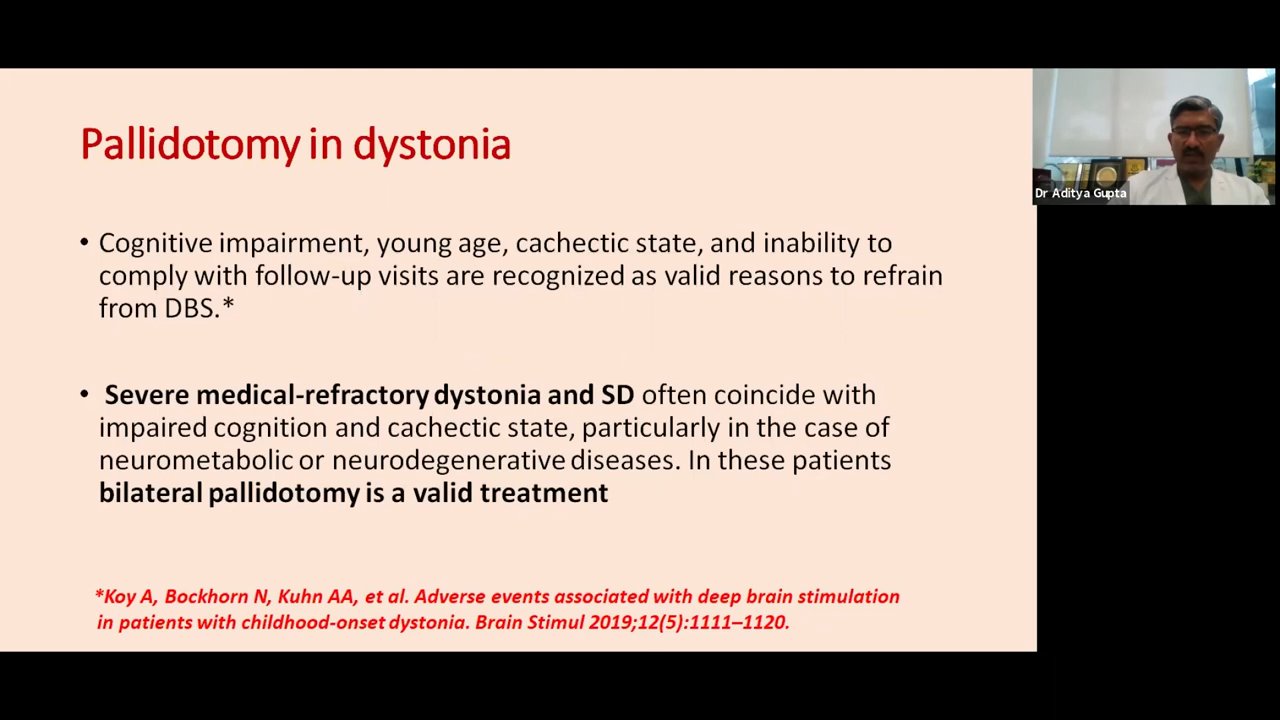 Pallidotomy in dystonia
Dr Aditya Gupta
• Cognitive impairment, young age, cachectic state, and inability to
comply with follow-up visits are recognized as valid reasons to refrain
from DBS.*
• Severe medical-refractory dystonia and SD often coincide with
impaired cognition and cachectic state, particularly in the case of
neurometabolic or neurodegenerative diseases. In these patients
bilateral pallidotomy is a valid treatment
*Koy A, Bockhorn N, Kuhn AA, et al. Adverse events associated with deep brain stimulation
in patients with childhood-onset dystonia. Brain Stimul 2019;12(5):1111–1120.